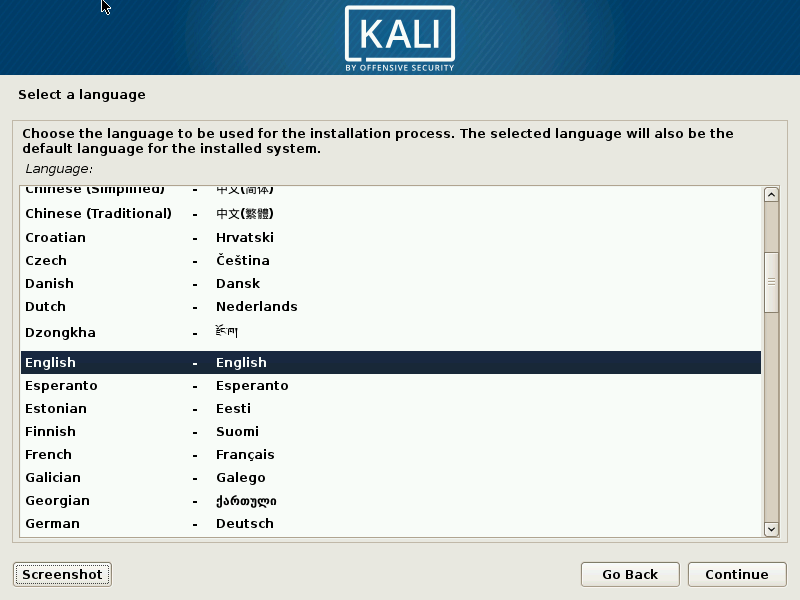 KALI
BY OFFENSIVE SECURITY
Select a language
Choose the language to be used for the installation process. The selected language will also be the
default language for the installed system.
Language:
Chinese (Simplified) - 中文(简体)
Chinese (Traditional) - 中文(繁體)
Croatian - Hrvatski
Czech - Čeština
Danish - Dansk
Dutch - Nederlands
Dzongkha - རྫོང་ཁ།
English - English
Esperanto - Esperanto
Estonian - Eesti
Finnish - Suomi
French - Français
Galician - Galego
Georgian - ქართული
German - Deutsch
Screenshot Go Back Continue